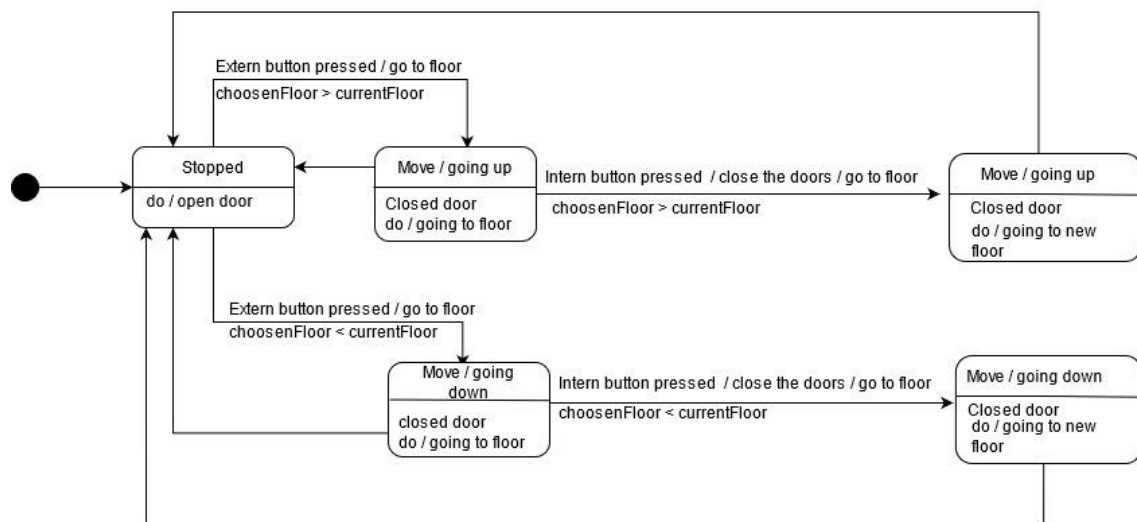 Extern button pressed / go to floor
choosenFloor > currentFloor
Stopped
do / open door
Move / going up
Closed door
do / going to floor
Intern button pressed / close the doors / go to floor
choosenFloor > currentFloor
Move / going up
Closed door
do / going to new
floor
Extern button pressed / go to floor
choosenFloor < currentFloor
Move / going
down
closed door
do / going to floor
Intern button pressed / close the doors / go to floor
choosenFloor < currentFloor
Move / going down
Closed door
do / going to new
floor